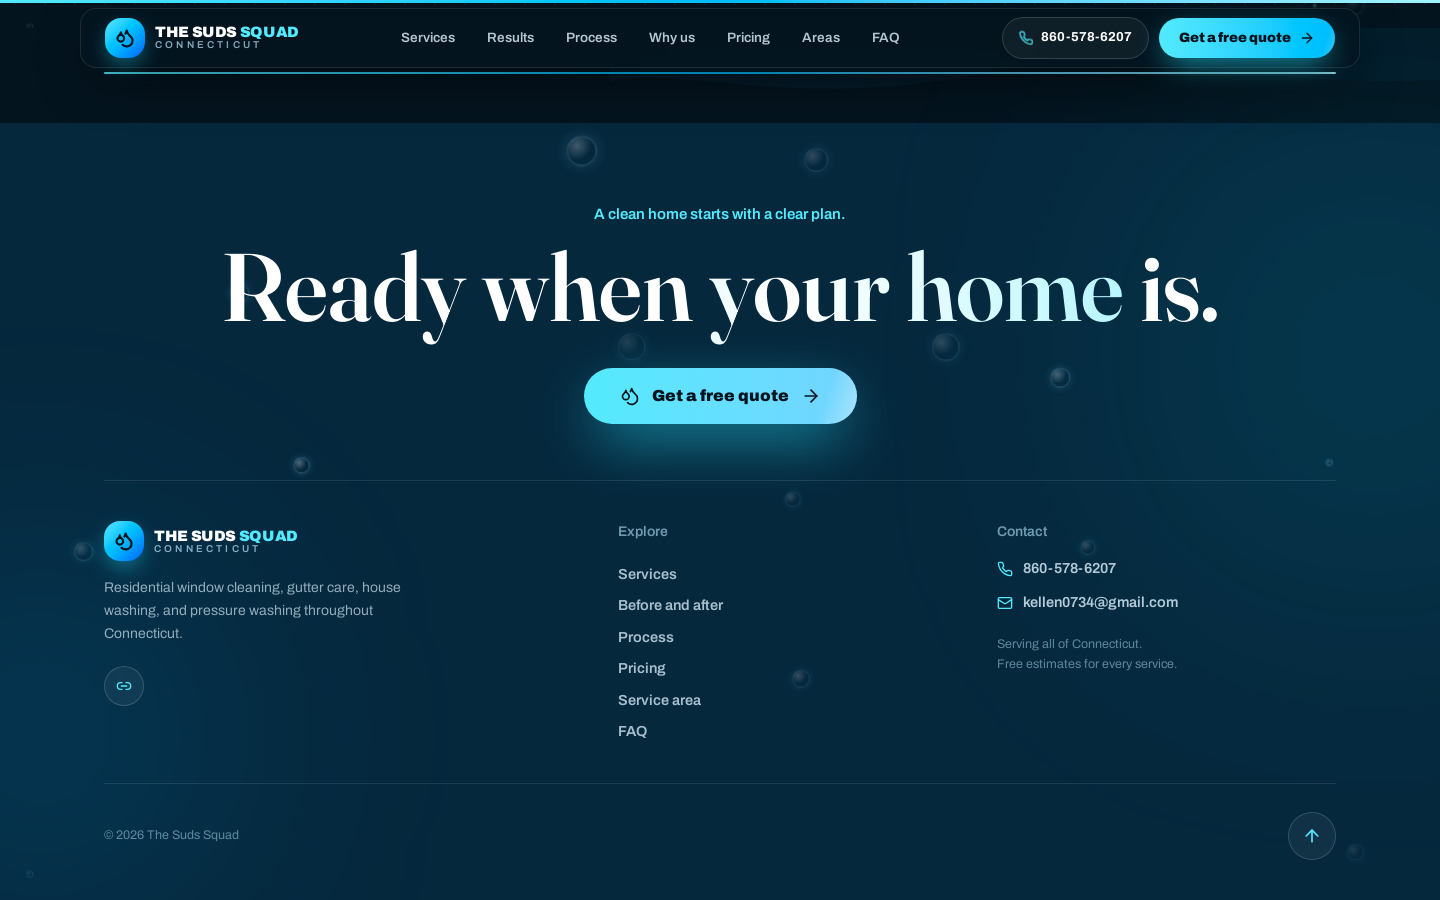 THE SUDS SQUAD
CONNECTICUT
Services
Results
Process
Why us
Pricing
Areas
FAQ
860-578-6207
Get a free quote
A clean home starts with a clear plan.
Ready when your home is.
Get a free quote
THE SUDS SQUAD
CONNECTICUT
Residential window cleaning, gutter care, house
washing, and pressure washing throughout
Connecticut.
Explore
Services
Before and after
Process
Pricing
Service area
FAQ
Contact
860-578-6207
kellen0734@gmail.com
Serving all of Connecticut.
Free estimates for every service.
© 2026 The Suds Squad